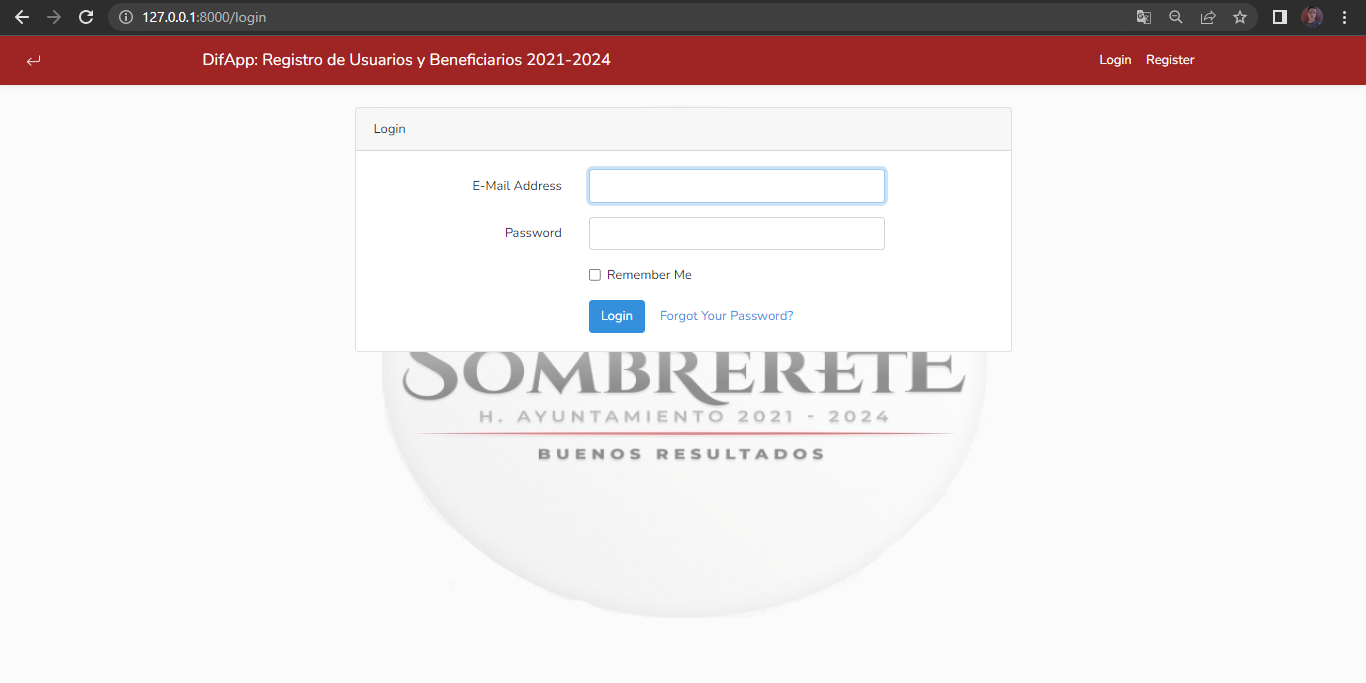 127.0.0.1:8000/login
DifApp: Registro de Usuarios y Beneficiarios 2021-2024 Login Register
Login
E-Mail Address
Password
Remember Me
Login Forgot Your Password?
SOMBRERETE
H. AYUNTAMIENTO 2021 - 2024
BUENOS RESULTADOS